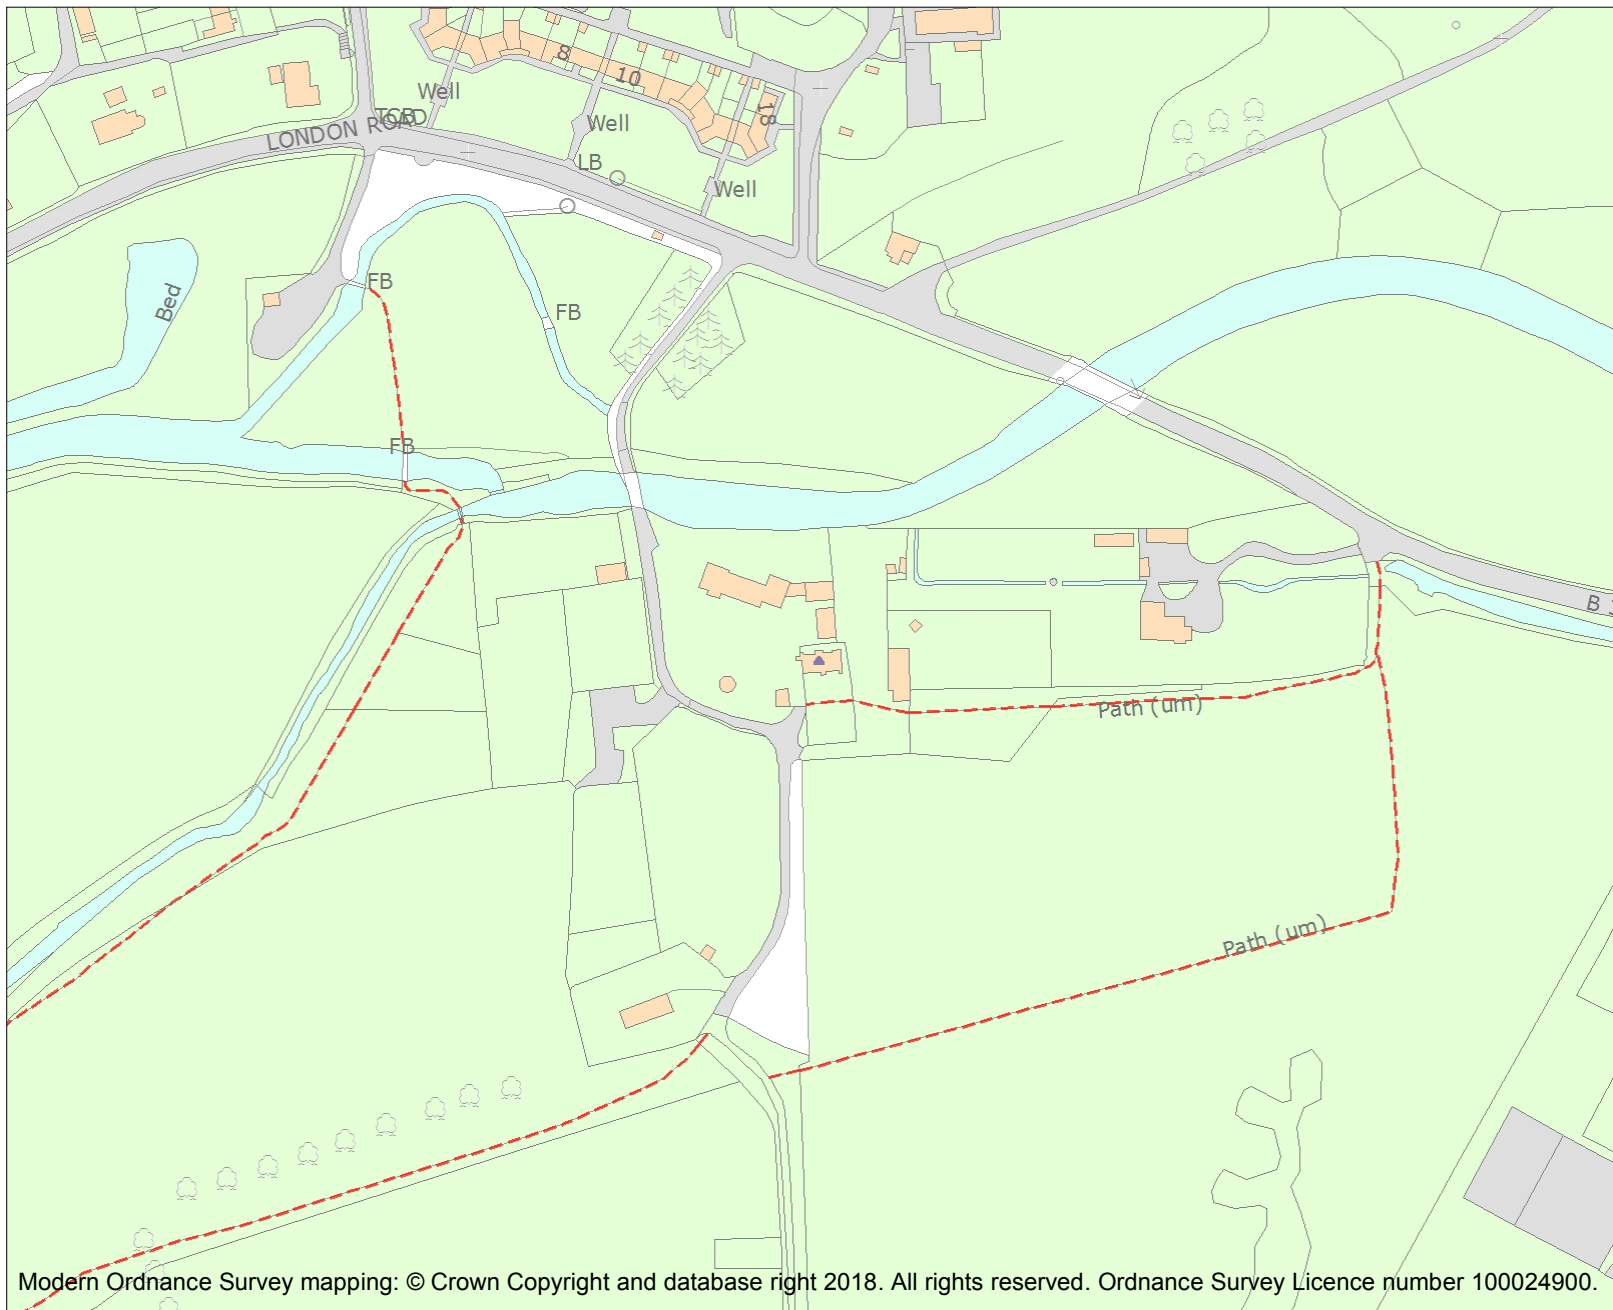 8
10
18
Well
TCB
LONDON ROAD
Well
LB
Well
Bed
FB
FB
FB
B
Path (um)
Path (um)
Modern Ordnance Survey mapping: © Crown Copyright and database right 2018. All rights reserved. Ordnance Survey Licence number 100024900.